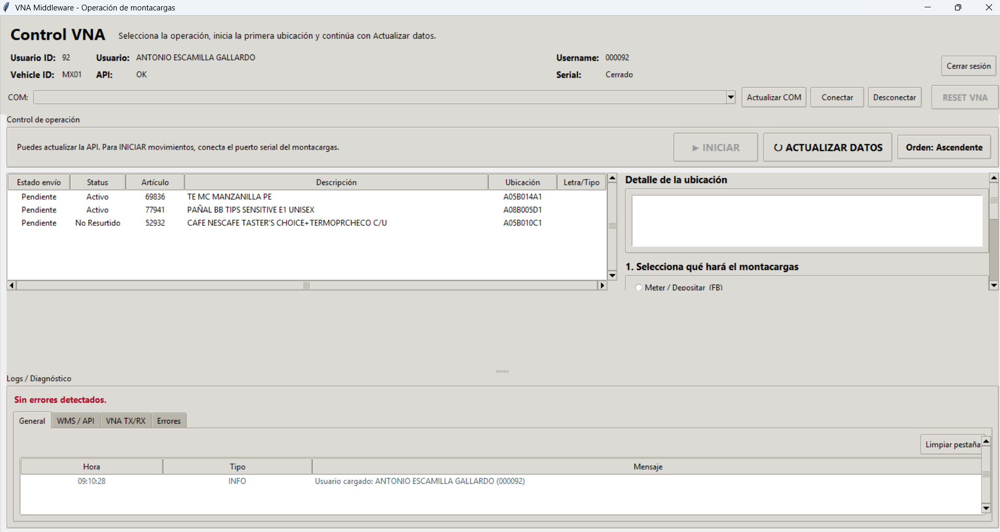 VNA Middleware - Operación de montacargas
Control VNA Selecciona la operación, inicia la primera ubicación y continúa con Actualizar datos.
Usuario ID: 92 Usuario: ANTONIO ESCAMILLA GALLARDO Username: 000092
Cerrar sesión
Vehicle ID: MX01 API: OK Serial: Cerrado
COM: Actualizar COM Conectar Desconectar RESET VNA
Control de operación
Puedes actualizar la API. Para INICIAR movimientos, conecta el puerto serial del montacargas. ► INICIAR ↻ ACTUALIZAR DATOS Orden: Ascendente
Estado envío Status Artículo Descripción Ubicación Letra/Tipo
Pendiente Activo 69836 TE MC MANZANILLA PE A05B014A1
Pendiente Activo 77941 PAÑAL BB TIPS SENSITIVE E1 UNISEX A08B005D1
Pendiente No Resurtido 52932 CAFE NESCAFE TASTER'S CHOICE+TERMOPRCHECO C/U A05B010C1
Detalle de la ubicación
1. Selecciona qué hará el montacargas
Meter / Depositar (FB)
Logs / Diagnóstico
Sin errores detectados.
General WMS / API VNA TX/RX Errores
Limpiar pestaña
Hora Tipo Mensaje
09:10:28 INFO Usuario cargado: ANTONIO ESCAMILLA GALLARDO (000092)